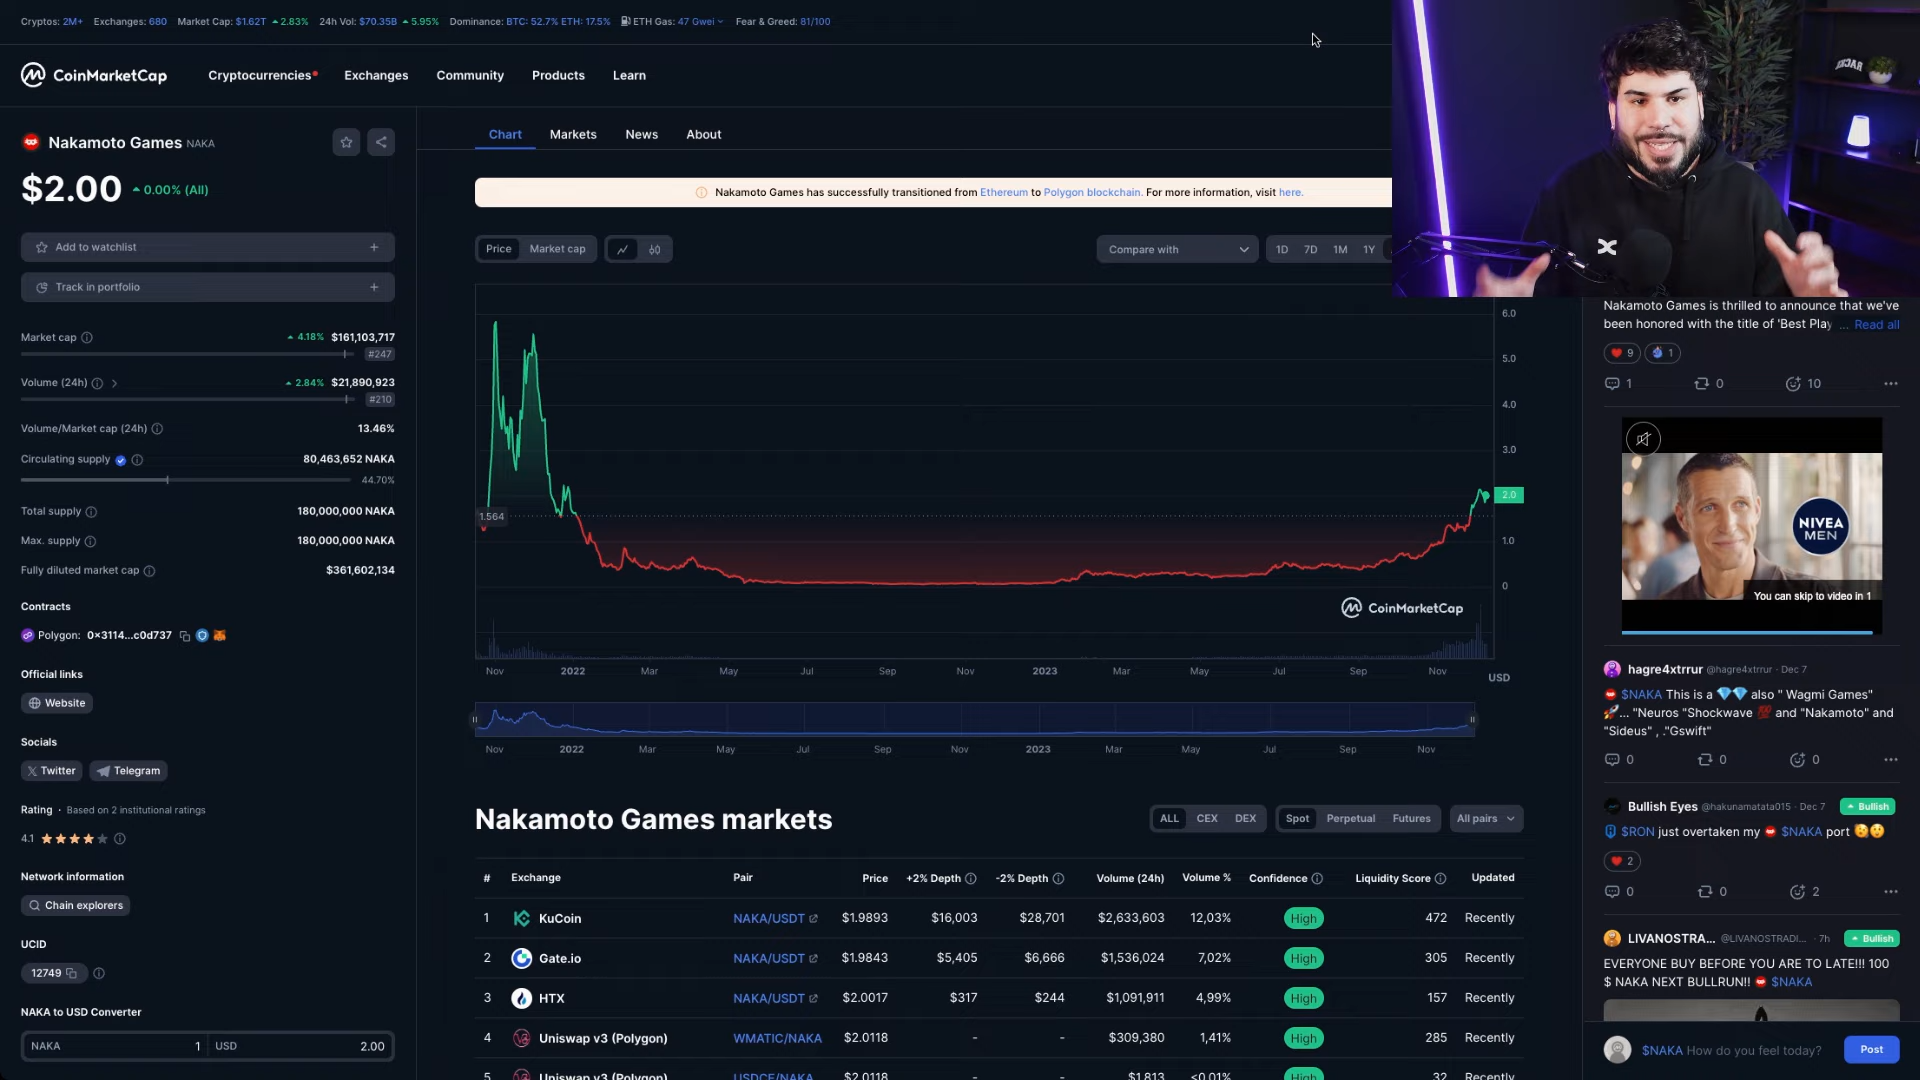 Cryptos: 2M+ Exchanges: 680 Market Cap: $1.62T 2.83% 24h Vol: $70.35B 5.95% Dominance: BTC: 52.7% ETH: 17.5% ETH Gas: 47 Gwei Fear & Greed: 81/100
CoinMarketCap Cryptocurrencies Exchanges Community Products Learn
Nakamoto Games NAKA
$2.00 0.00% (All)
Add to watchlist +
Track in portfolio +
Market cap 4.18% $161,103,717
#247
Volume (24h) 2.84% $21,890,923
#210
Volume/Market cap (24h) 13.46%
Circulating supply 80,463,652 NAKA
44.70%
Total supply 180,000,000 NAKA
Max. supply 180,000,000 NAKA
Fully diluted market cap $361,602,134
Contracts
Polygon: 0x3114...c0d737
Official links
Website
Socials
Twitter Telegram
Rating · Based on 2 institutional ratings
4.1
Network information
Chain explorers
UCID
12749
NAKA to USD Converter
NAKA 1 USD 2.00
Chart Markets News About
Nakamoto Games has successfully transitioned from Ethereum to Polygon blockchain. For more information, visit here.
Price Market cap Compare with 1D 7D 1M 1Y
6.0
5.0
4.0
3.0
2.0
1.564
1.0
0
CoinMarketCap
Nov 2022 Mar May Jul Sep Nov 2023 Mar May Jul Sep Nov
USD
Nov 2022 Mar May Jul Sep Nov 2023 Mar May Jul Sep Nov
Nakamoto Games markets ALL CEX DEX Spot Perpetual Futures All pairs
# Exchange Pair Price +2% Depth -2% Depth Volume (24h) Volume % Confidence Liquidity Score Updated
1 KuCoin NAKA/USDT $1.9893 $16,003 $28,701 $2,633,603 12,03% High 472 Recently
2 Gate.io NAKA/USDT $1.9843 $5,405 $6,666 $1,536,024 7,02% High 305 Recently
3 HTX NAKA/USDT $2.0017 $317 $244 $1,091,911 4,99% High 157 Recently
4 Uniswap v3 (Polygon) WMATIC/NAKA $2.0118 - - $309,380 1,41% High 285 Recently
5 Uniswap v3 (Polygon) USDCE/NAKA $2.0118 - - $1,813 <0.01% High 32 Recently
Nakamoto Games is thrilled to announce that we've
been honored with the title of 'Best Play ... Read all
9 1
1 0 10
NIVEA
MEN
You can skip to video in 1
hagre4xtrrur @hagre4xtrrur · Dec 7
$NAKA This is a 💎💎 also " Wagmi Games"
🚀... "Neuros "Shockwave 💯 and "Nakamoto" and
"Sideus" , ."Gswift"
0 0 0
Bullish Eyes @hakunamatata015 · Dec 7 Bullish
$RON just overtaken my $NAKA port
2
0 0 2
LIVANOSTRA... @LIVANOSTRADI... · 7h Bullish
EVERYONE BUY BEFORE YOU ARE TO LATE!!! 100
$ NAKA NEXT BULLRUN!! $NAKA
$NAKA How do you feel today? Post